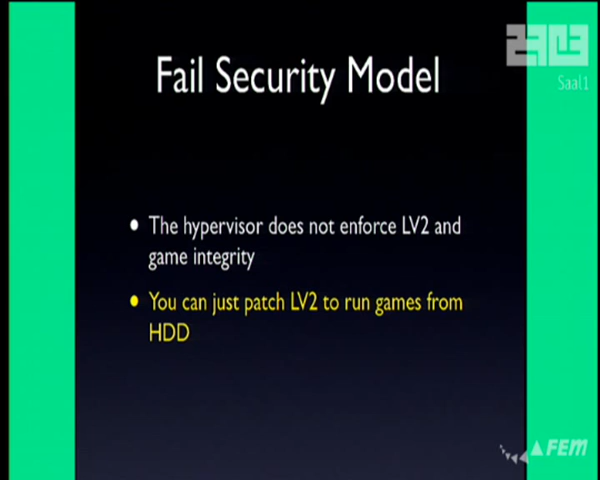 Fail Security Model
27C3
Saal1
• The hypervisor does not enforce LV2 and
game integrity
• You can just patch LV2 to run games from
HDD
FEM